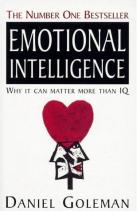 THE NUMBER ONE BESTSELLER
EMOTIONAL
INTELLIGENCE
WHY IT CAN MATTER MORE THAN IQ
DANIEL GOLEMAN